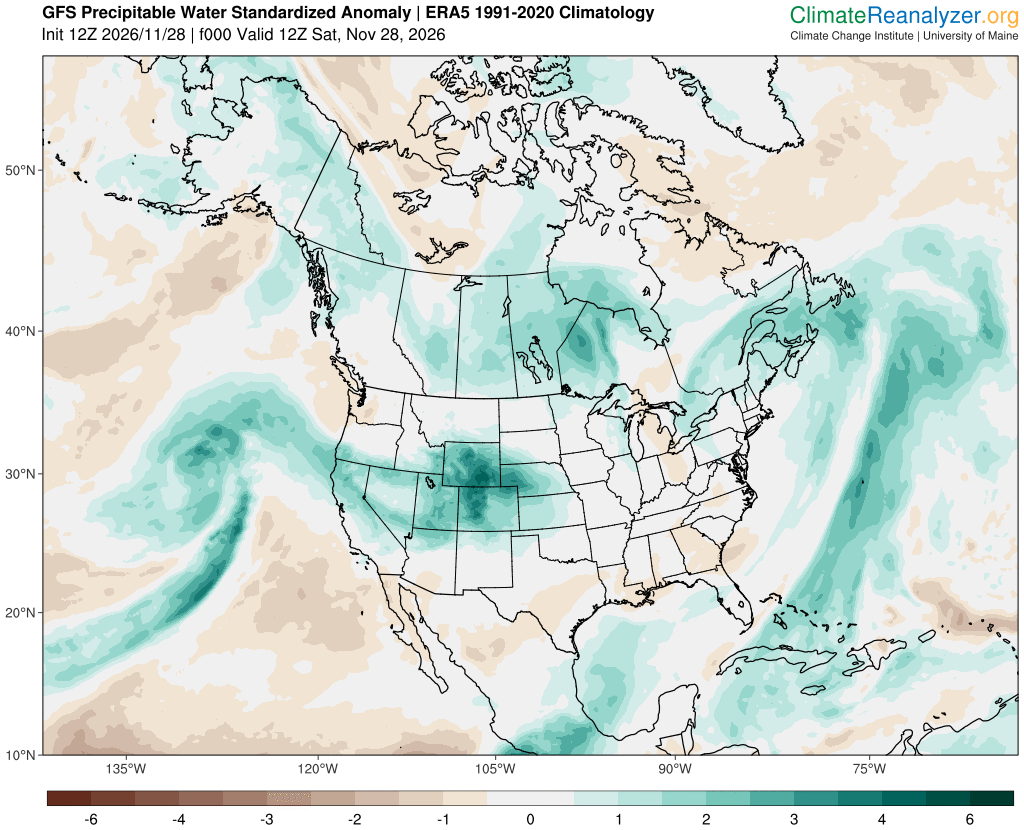 GFS Precipitable Water Standardized Anomaly | ERA5 1991-2020 Climatology
Init 12Z 2026/11/28 | f000 Valid 12Z Sat, Nov 28, 2026
ClimateReanalyzer.org
Climate Change Institute | University of Maine
50°N
40°N
30°N
20°N
10°N
135°W 120°W 105°W 90°W 75°W
-6 -4 -3 -2 -1 0 1 2 3 4 6